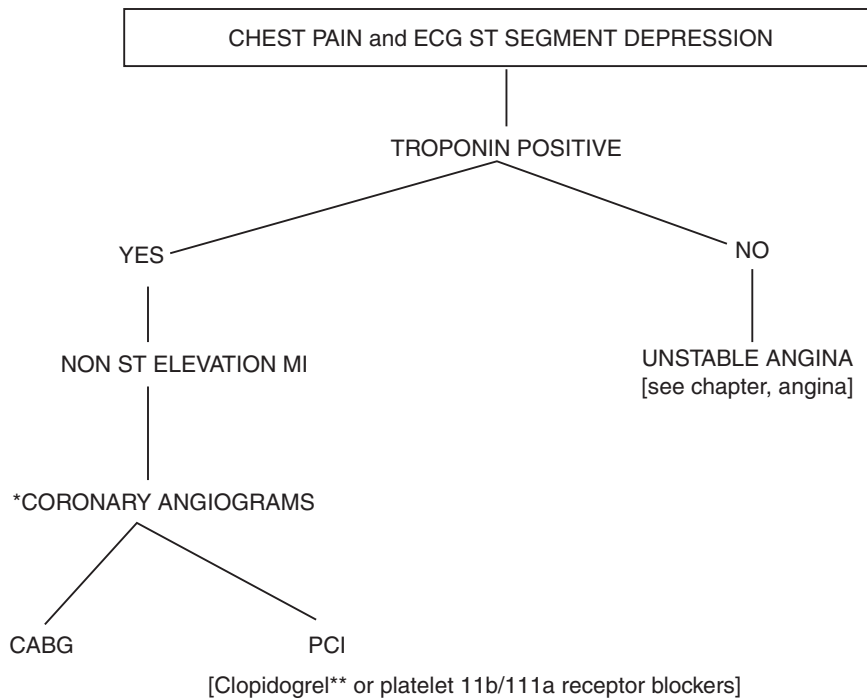 CHEST PAIN and ECG ST SEGMENT DEPRESSION
TROPONIN POSITIVE
YES
NO
NON ST ELEVATION MI
UNSTABLE ANGINA
[see chapter, angina]
*CORONARY ANGIOGRAMS
CABG
PCI
[Clopidogrel** or platelet 11b/111a receptor blockers]